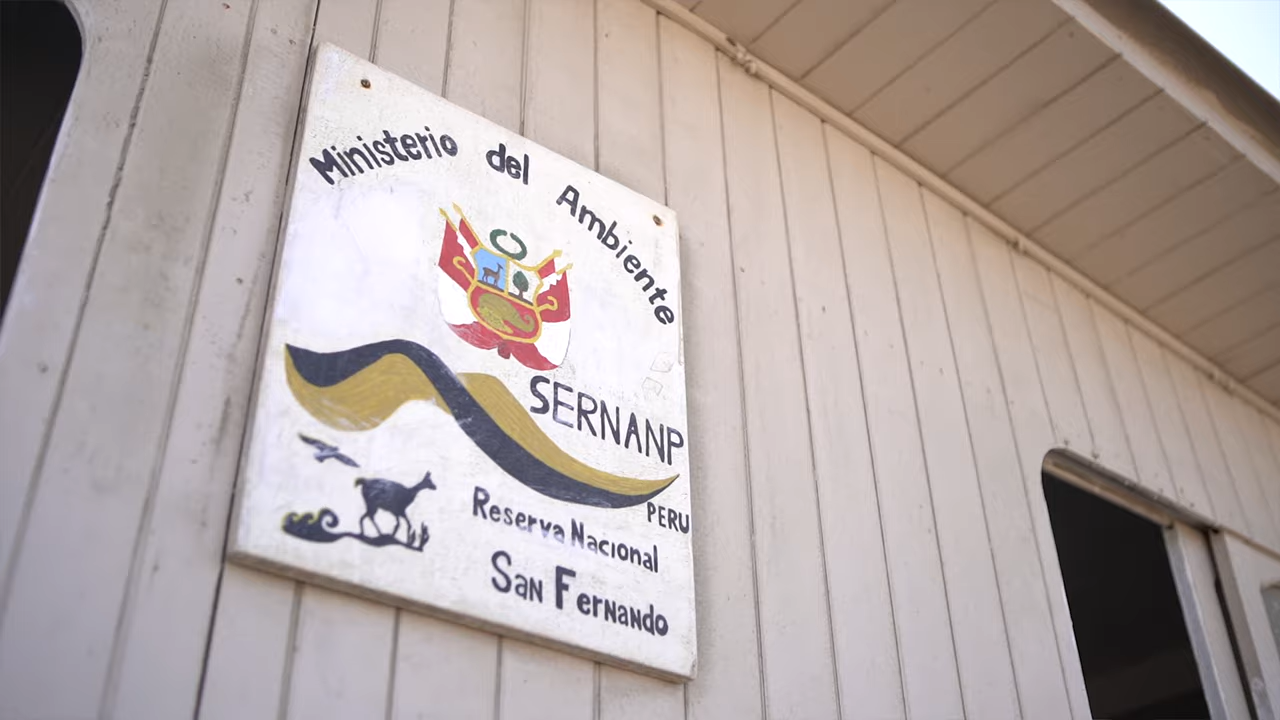 Ministerio del Ambiente
SERNANP
PERU
Reserva Nacional
San Fernando